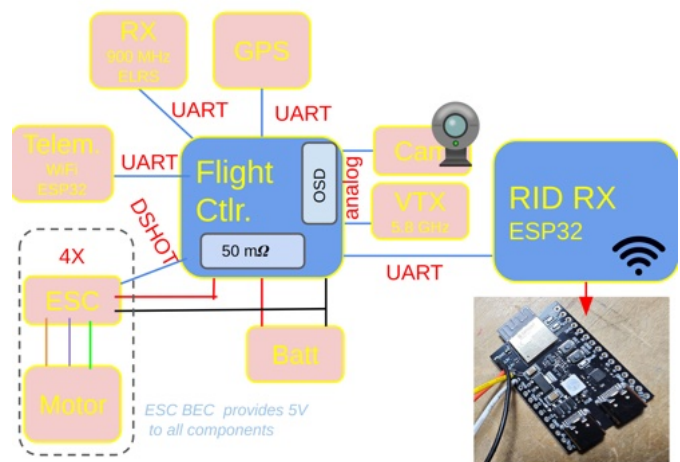 RX
900 MHz
ELRS
GPS
UART
UART
Telem.
WiFi
ESP32
UART
Flight
Ctlr.
OSD
analog
Cam
VTX
5.8 GHz
RID RX
ESP32
DSHOT
50 mΩ
UART
4X
ESC
Batt
Motor
ESC BEC provides 5V
to all components